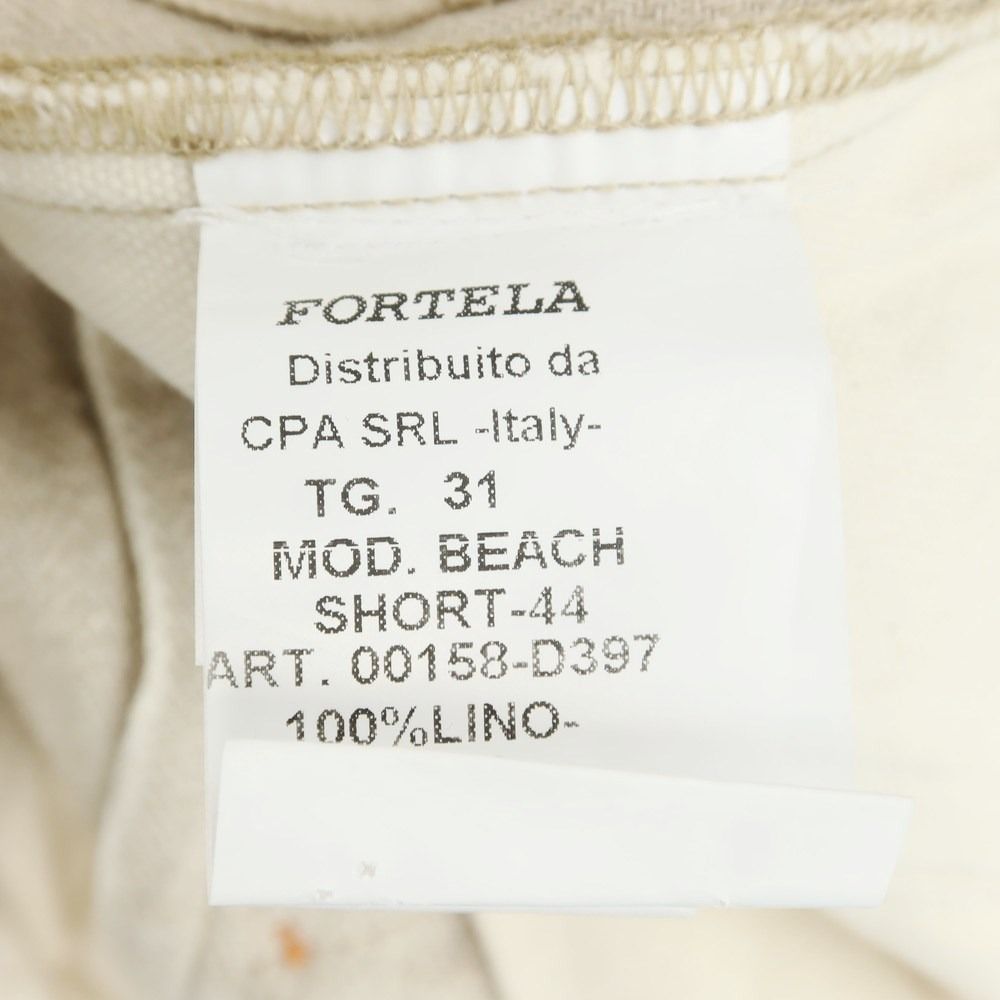 FORTELA
Distribuito da
CPA SRL -Italy-
TG. 31
MOD. BEACH
SHORT-44
ART. 00158-D397
100%LINO-